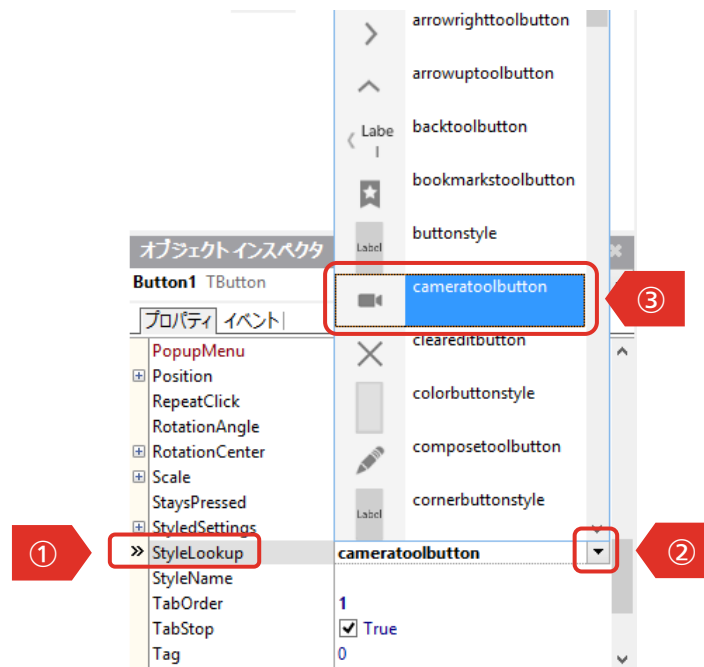 arrowrighttoolbutton
arrowuptoolbutton
Labe
l
backtoolbutton
bookmarkstoolbutton
Label
buttonstyle
cameratoolbutton
③
cleareditbutton
colorbuttonstyle
composetoolbutton
Label
cornerbuttonstyle
オブジェクト インスペクタ
Button1 TButton
プロパティ イベント
PopupMenu
Position
RepeatClick
RotationAngle
RotationCenter
Scale
StaysPressed
StyledSettings
① » StyleLookup cameratoolbutton ②
StyleName
TabOrder 1
TabStop True
Tag 0